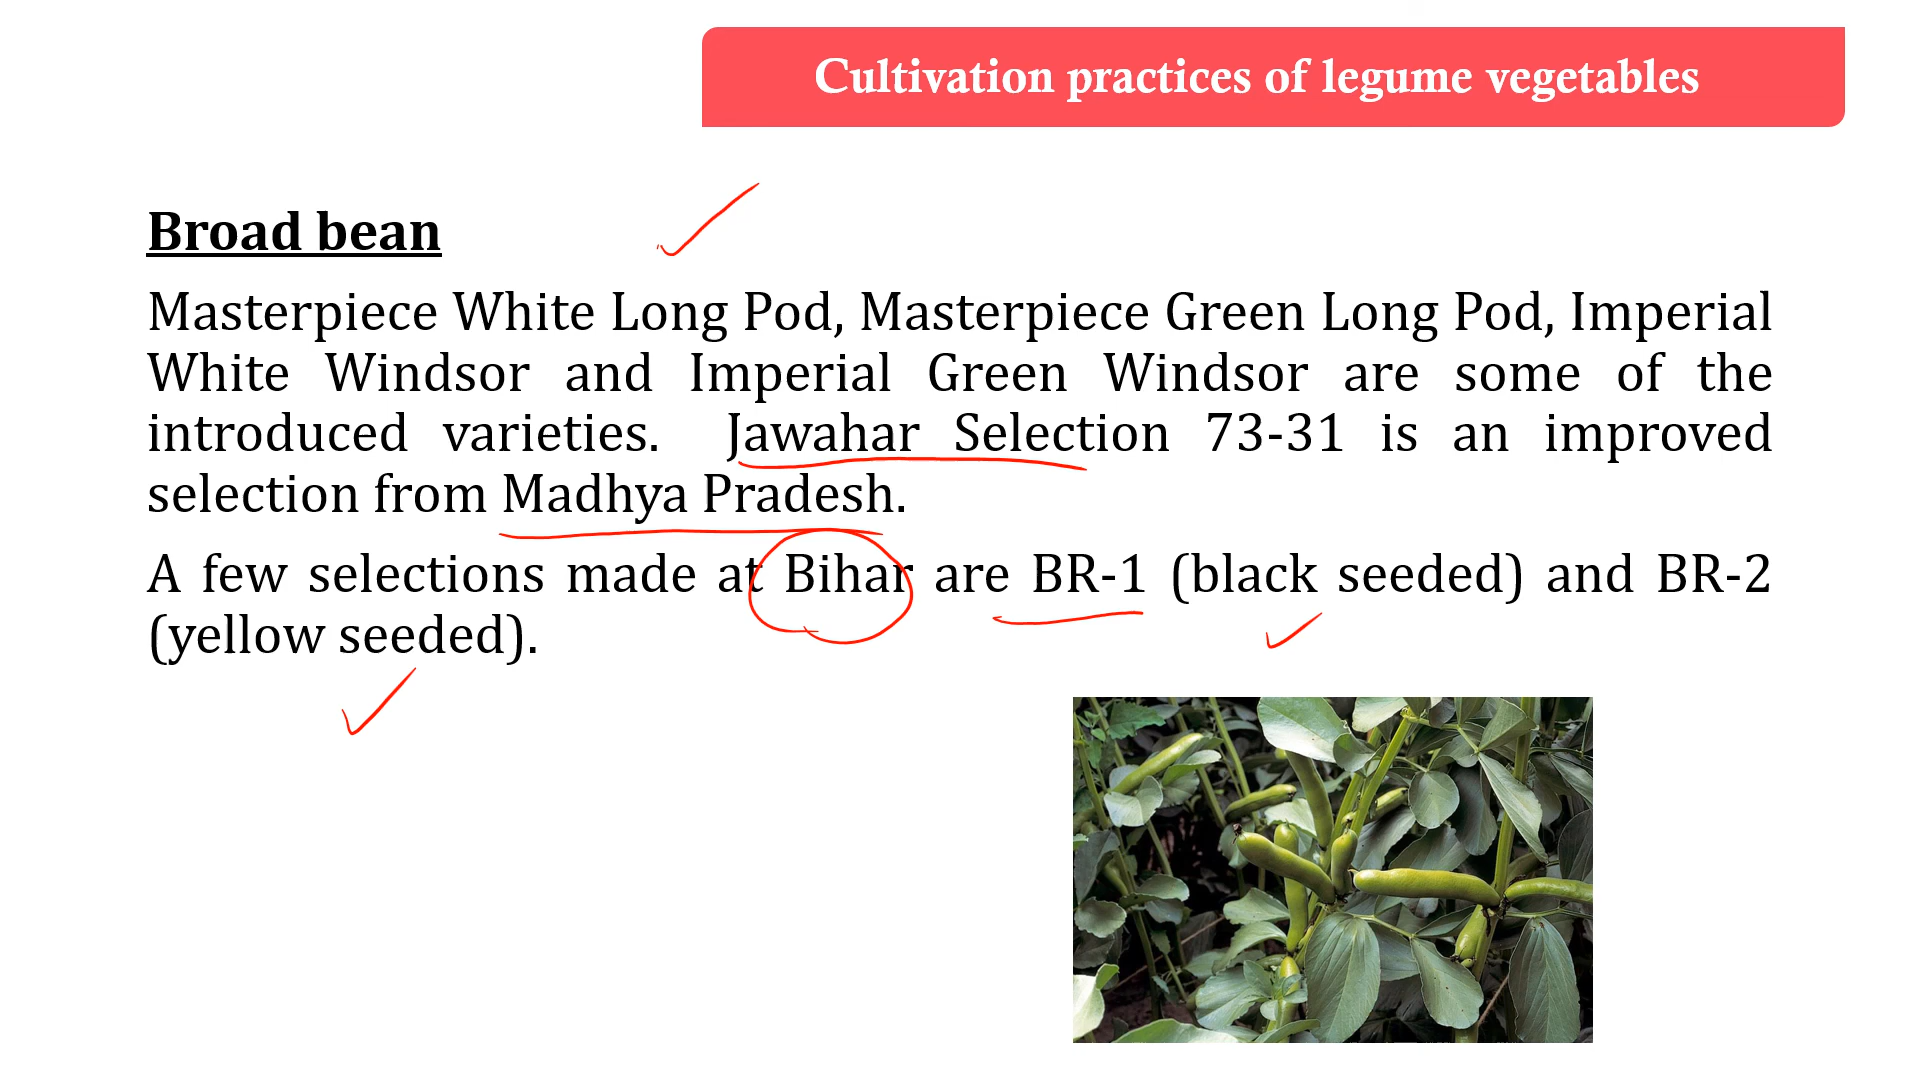 Cultivation practices of legume vegetables
Broad bean
Masterpiece White Long Pod, Masterpiece Green Long Pod, Imperial
White Windsor and Imperial Green Windsor are some of the
introduced varieties. Jawahar Selection 73-31 is an improved
selection from Madhya Pradesh.
A few selections made at Bihar are BR-1 (black seeded) and BR-2
(yellow seeded).